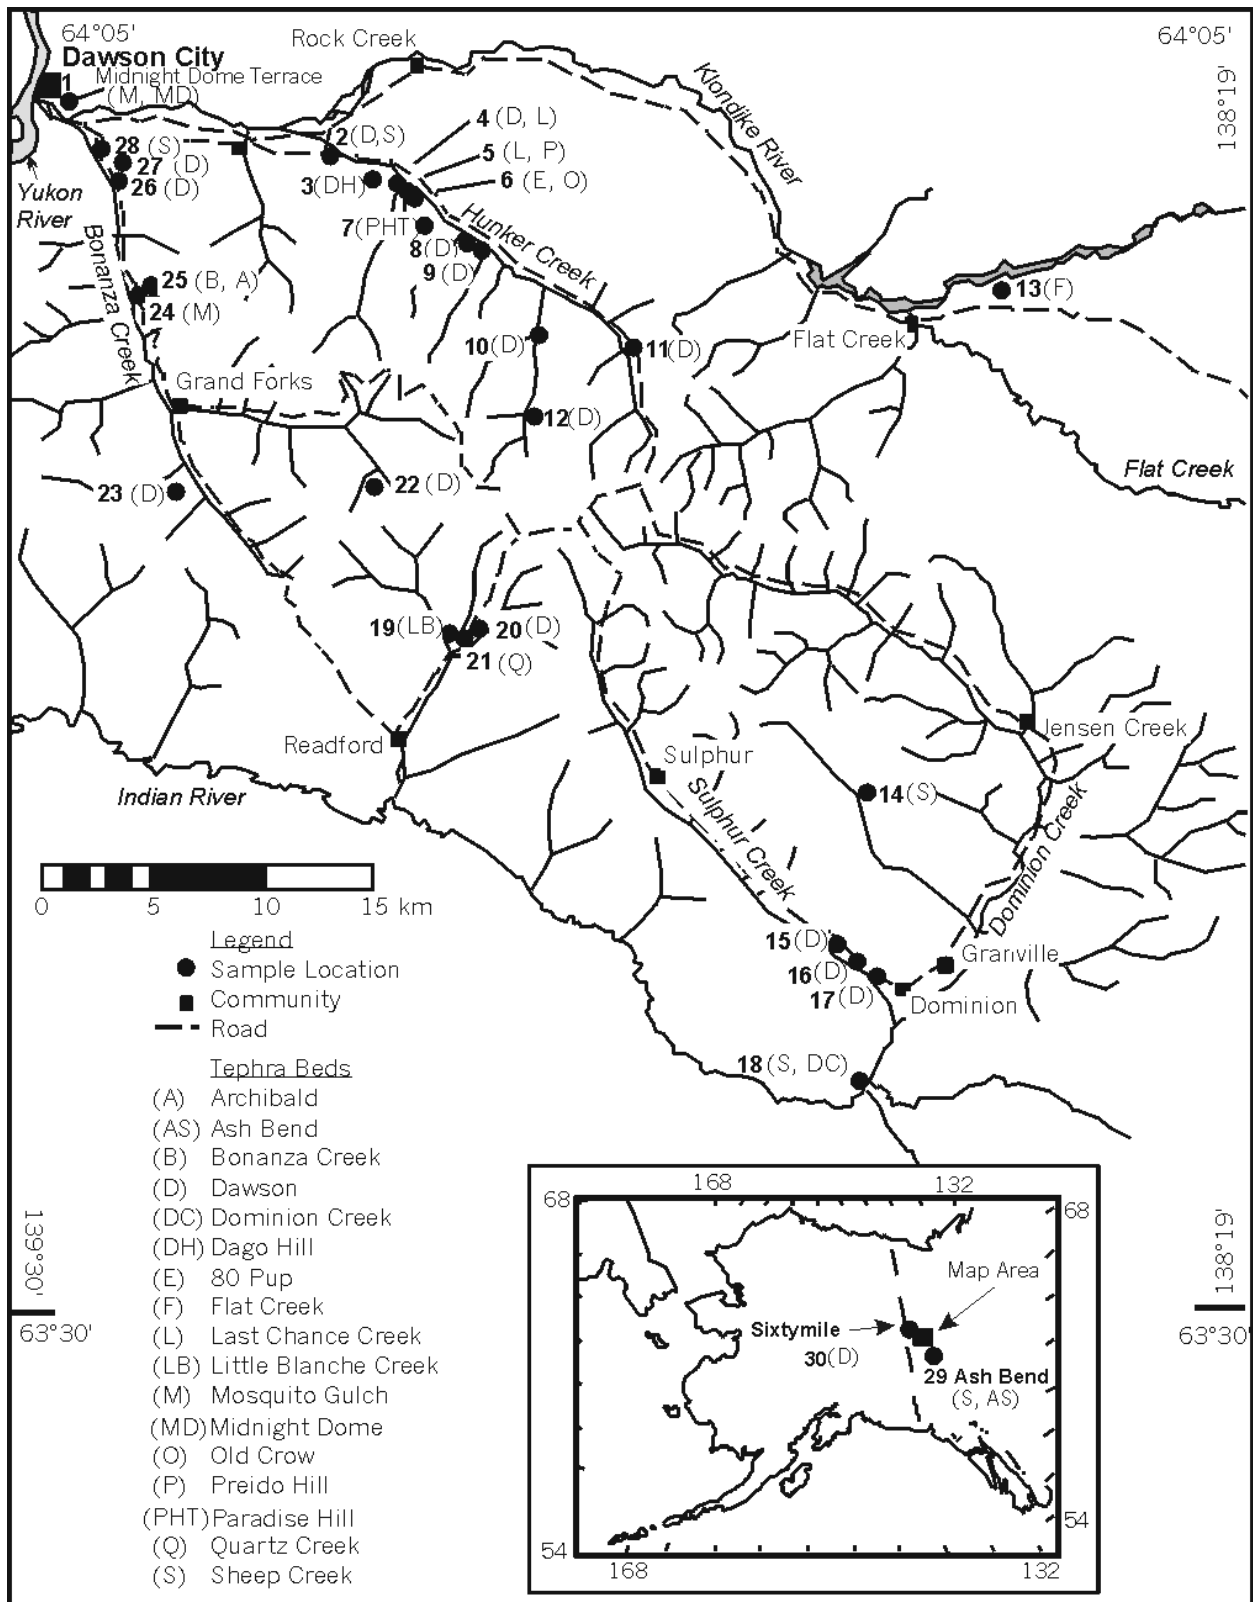 64°05'
64°05'
Dawson City
Rock Creek
1
Midnight Dome Terrace
(M, MD)
Klondike River
138°19'
2(D,S)
4 (D, L)
5 (L, P)
6 (E, O)
28 (S)
27 (D)
26 (D)
3(DH)
Yukon
River
7(PHT)
Hunker Creek
8(D)
9 (D)
Bonanza Creek
25 (B, A)
24 (M)
?
13(F)
10(D)
11(D)
Flat Creek
Grand Forks
12(D)
Flat Creek
23 (D)
22 (D)
19(LB)
20(D)
21 (Q)
Readford
Jensen Creek
Sulphur
Indian River
Sulphur Creek
14(S)
Dominion Creek
0 5 10 15 km
15(D)
16(D)
17(D)
Granville
Dominion
18(S, DC)
Legend
Sample Location
Community
Road
Tephra Beds
(A) Archibald
(AS) Ash Bend
(B) Bonanza Creek
(D) Dawson
(DC) Dominion Creek
(DH) Dago Hill
(E) 80 Pup
(F) Flat Creek
(L) Last Chance Creek
(LB) Little Blanche Creek
(M) Mosquito Gulch
(MD) Midnight Dome
(O) Old Crow
(P) Preido Hill
(PHT) Paradise Hill
(Q) Quartz Creek
(S) Sheep Creek
139°30'
63°30'
138°19'
63°30'
168 132
68 68
Map Area
Sixtymile
30(D)
29 Ash Bend
(S, AS)
54 54
168 132